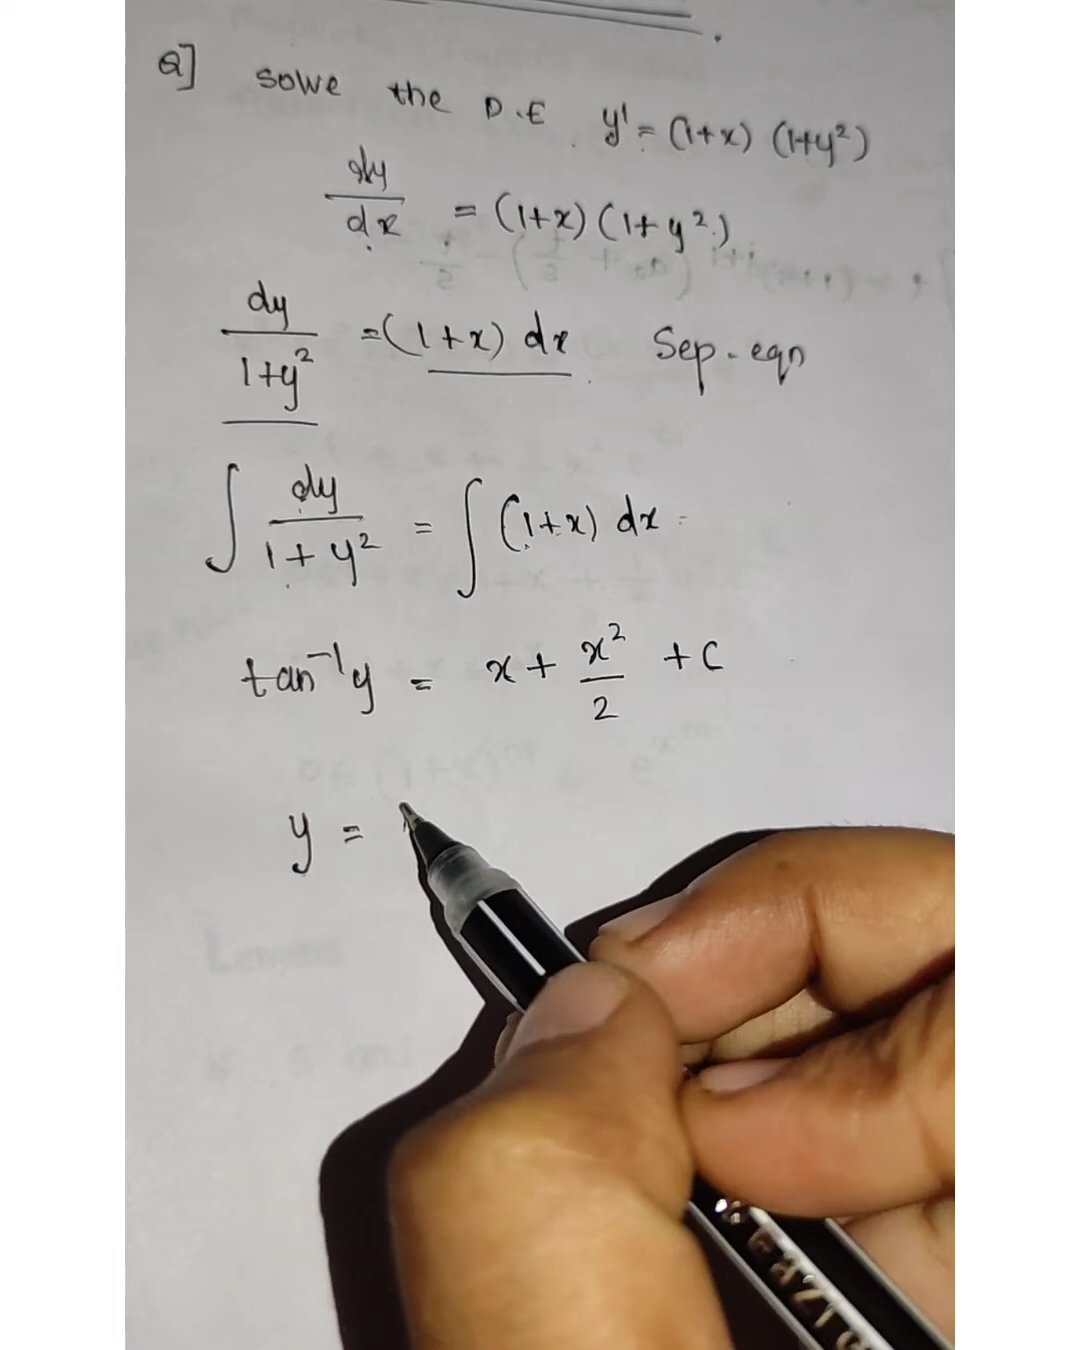 Q] solve the D.E y' = (1+x) (1+y²)
dy/dx = (1+x) (1+y²)
dy/1+y² = (1+x) dx Sep. eqn
∫ dy/1+y² = ∫ (1+x) dx
tan⁻¹y = x + x²/2 + C
y =